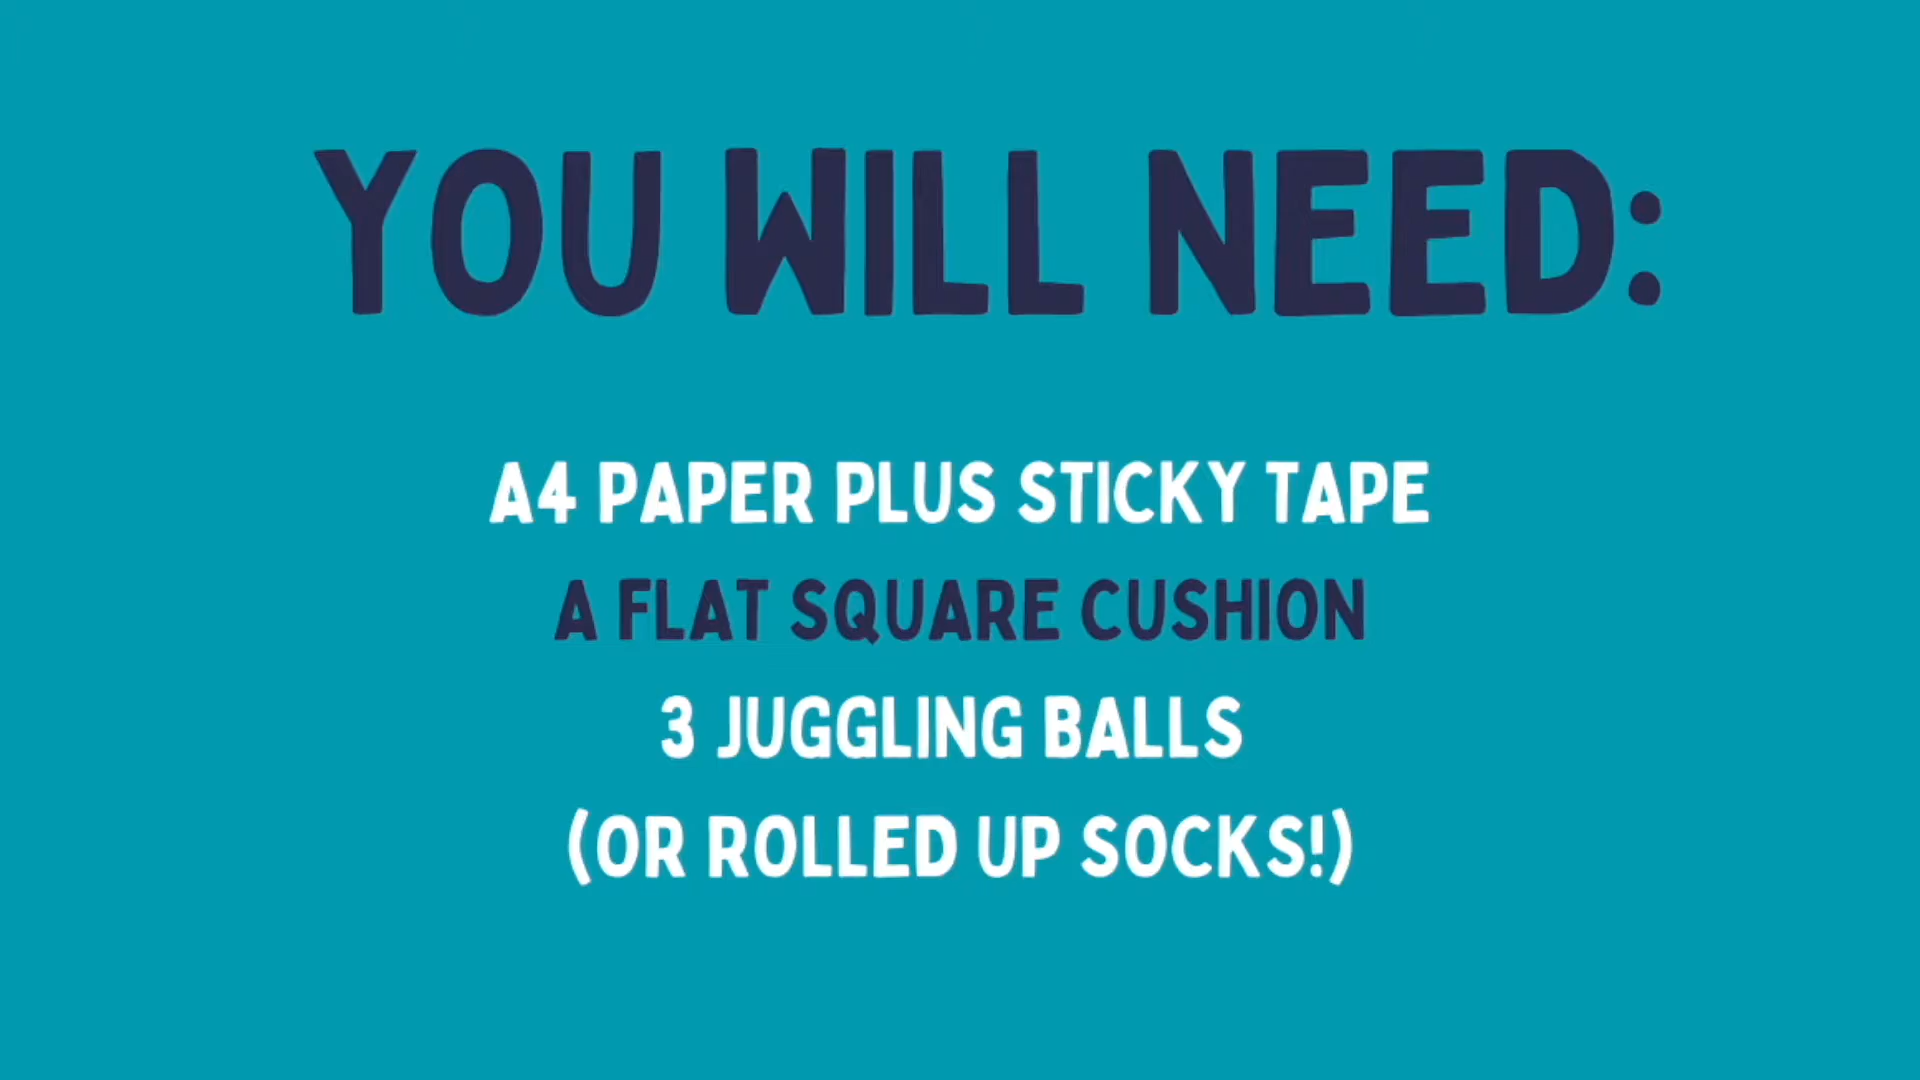 YOU WILL NEED:
A4 PAPER PLUS STICKY TAPE
A FLAT SQUARE CUSHION
3 JUGGLING BALLS
(OR ROLLED UP SOCKS!)